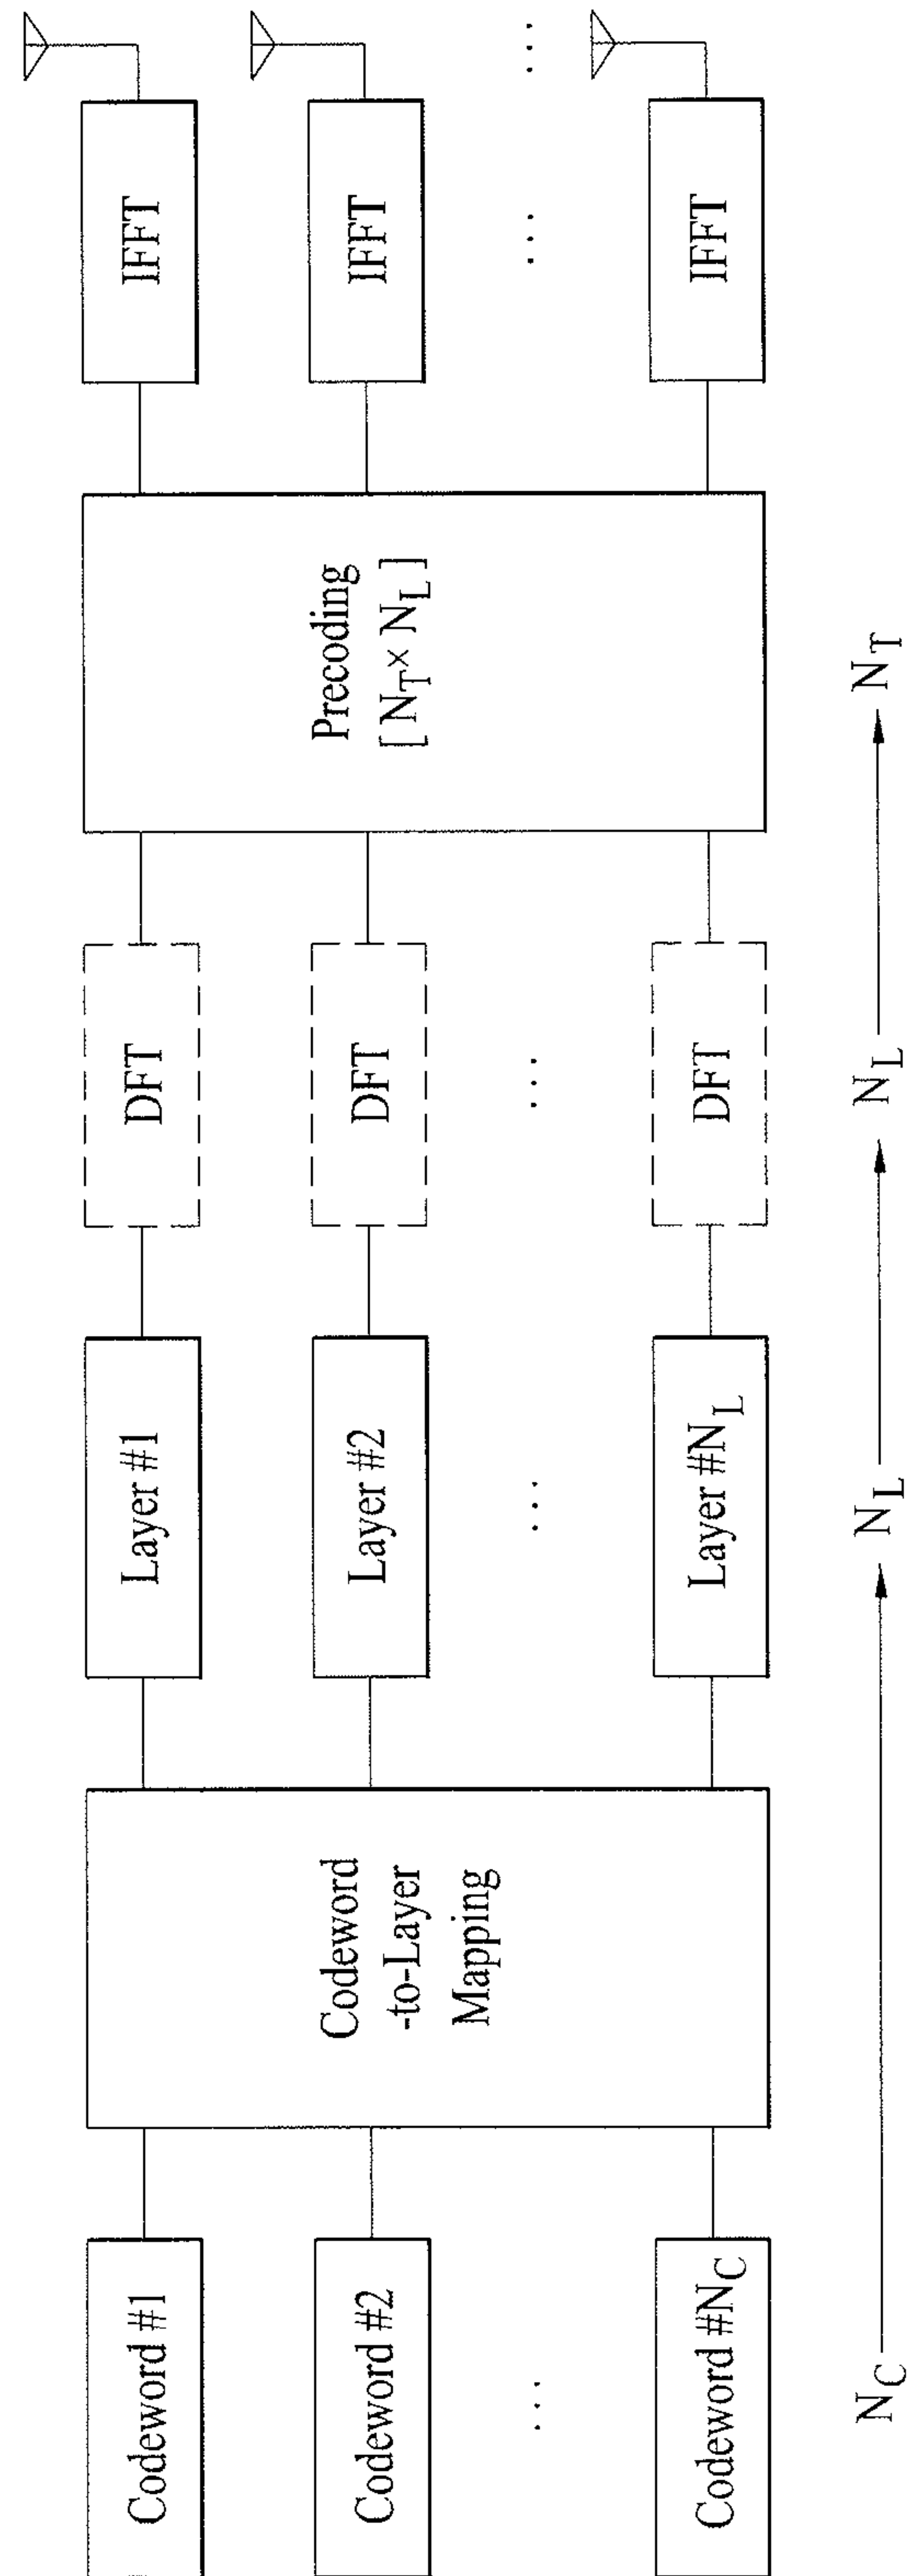 Codeword #1
Codeword #2
...
Codeword #N_C
Codeword
-to-Layer
Mapping
Layer #1
Layer #2
...
Layer #N_L
DFT
DFT
...
DFT
Precoding
[ N_T × N_L ]
IFFT
IFFT
...
IFFT
...
N_C → N_L → N_L → N_T